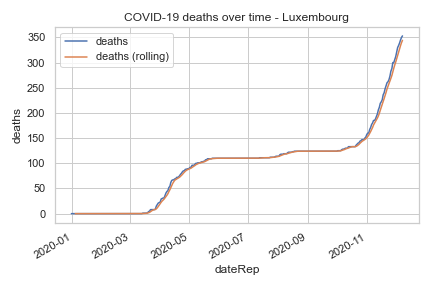 COVID-19 deaths over time - Luxembourg
deaths
deaths (rolling)
350
300
250
200
150
100
50
0
deaths
2020-01
2020-03
2020-05
2020-07
2020-09
2020-11
dateRep